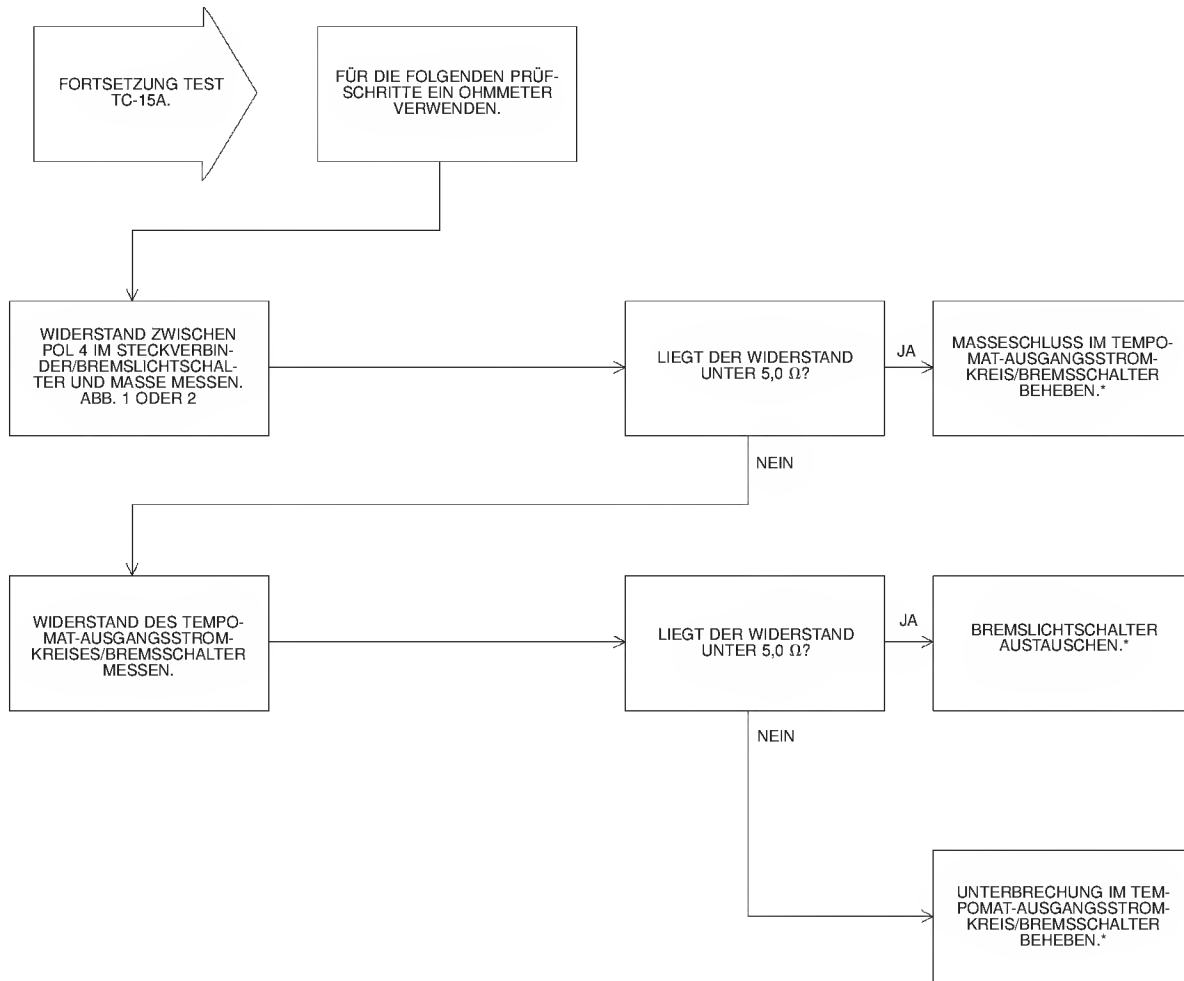 FORTSETZUNG TEST
TC-15A.
FÜR DIE FOLGENDEN PRÜF-
SCHRITTE EIN OHMMETER
VERWENDEN.
WIDERSTAND ZWISCHEN
POL 4 IM STECKVERBIN-
DER/BREMSLICHTSCHAL-
TER UND MASSE MESSEN.
ABB. 1 ODER 2
LIEGT DER WIDERSTAND
UNTER 5,0 Ω?
JA
MASSESCHLUSS IM TEMPO-
MAT-AUSGANGSSTROM-
KREIS/BREMSSCHALTER
BEHEBEN.*
NEIN
WIDERSTAND DES TEMPO-
MAT-AUSGANGSSTROM-
KREISES/BREMSSCHALTER
MESSEN.
LIEGT DER WIDERSTAND
UNTER 5,0 Ω?
JA
BREMSLICHTSCHALTER
AUSTAUSCHEN.*
NEIN
UNTERBRECHUNG IM TEM-
POMAT-AUSGANGSSTROM-
KREIS/BREMSSCHALTER
BEHEBEN.*